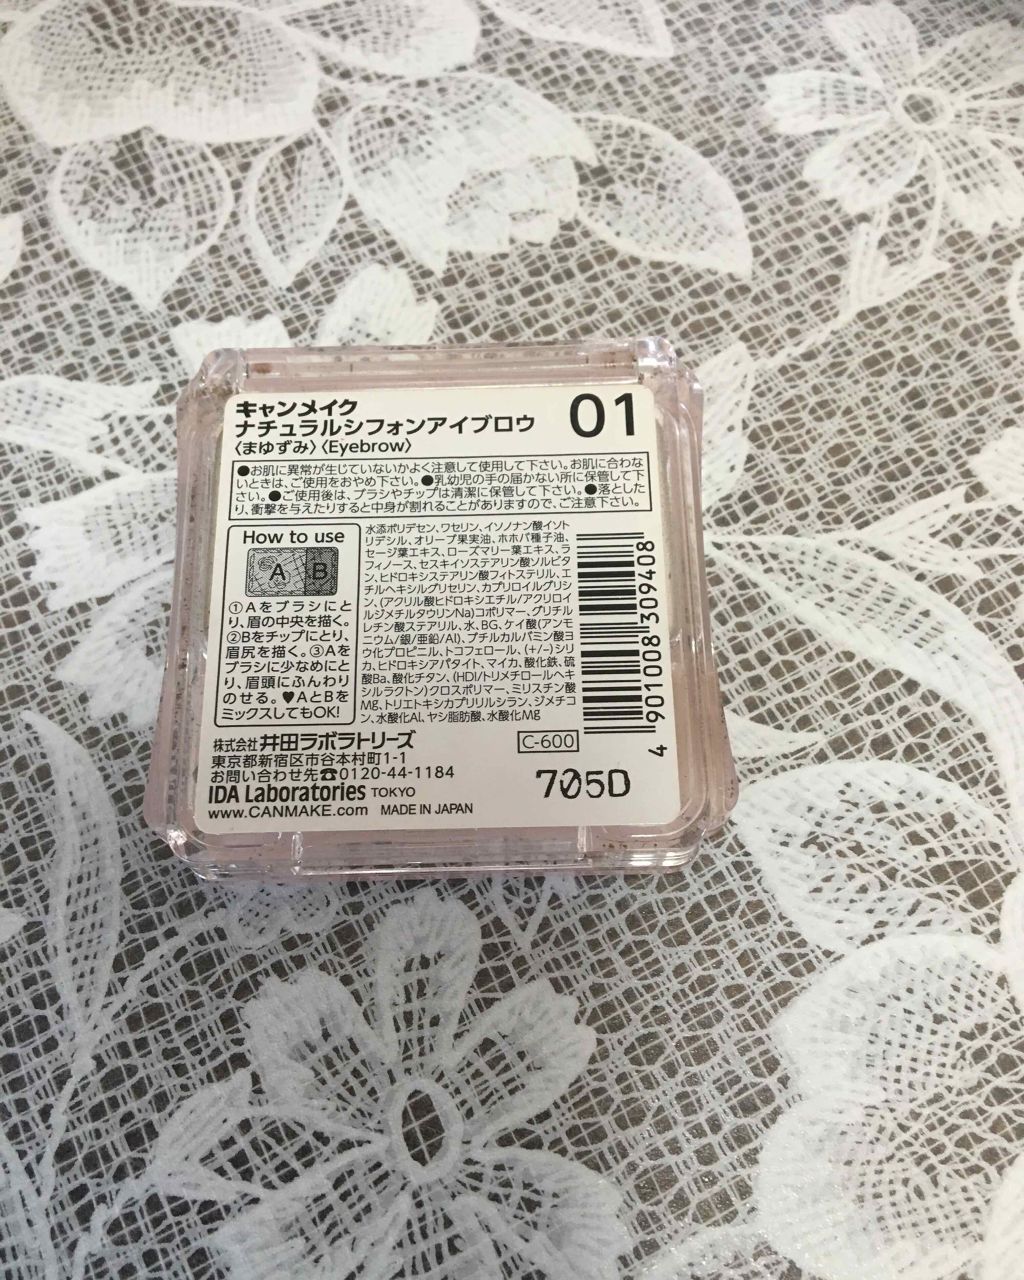 キャンメイク
ナチュラルシフォンアイブロウ
〈まゆずみ〉〈Eyebrow〉
01
●お肌に異常が生じていないかよく注意して使用して下さい。お肌に合わな
いときは、ご使用をおやめ下さい。●乳幼児の手の届かない所に保管して下
さい。●ご使用後は、ブラシやチップは清潔に保管して下さい。●落とした
り、衝撃を与えたりすると中身が割れることがありますので、ご注意下さい。
How to use
A B
①Aをブラシにと
り、眉の中央を描く。
②Bをチップにとり、
眉尻を描く。③Aを
ブラシに少なめにと
り、眉頭にふんわり
のせる。♥AとBを
ミックスしてもOK!
水添ポリデセン、ワセリン、イソノナン酸イソト
リデシル、オリーブ果実油、ホホバ種子油、
セージ葉エキス、ローズマリー葉エキス、ラ
フィノース、セスキイソステアリン酸ソルビタ
ン、ヒドロキシステアリン酸フィトステリル、エ
チルヘキシルグリセリン、カプリロイルグリシ
ン、(アクリル酸ヒドロキシエチル/アクリロイ
ルジメチルタウリンNa)コポリマー、グリチル
レチン酸ステアリル、水、BG、ケイ酸(アンモ
ニウム/銀/亜鉛/Al)、ブチルカルバミン酸ヨ
ウ化プロピニル、トコフェロール、(+/-)シリ
カ、ヒドロキシアパタイト、マイカ、酸化鉄、硫
酸Ba、酸化チタン、(HDI/トリメチロールヘキ
シルラクトン)クロスポリマー、ミリスチン酸
Mg、トリエトキシカプリリルシラン、ジメチコ
ン、水酸化Al、ヤシ脂肪酸、水酸化Mg
4 901008 309408
株式会社 井田ラボラトリーズ
東京都新宿区市谷本村町1-1
お問い合わせ先☎0120-44-1184
IDA Laboratories TOKYO
www.CANMAKE.com MADE IN JAPAN
C-600
705D